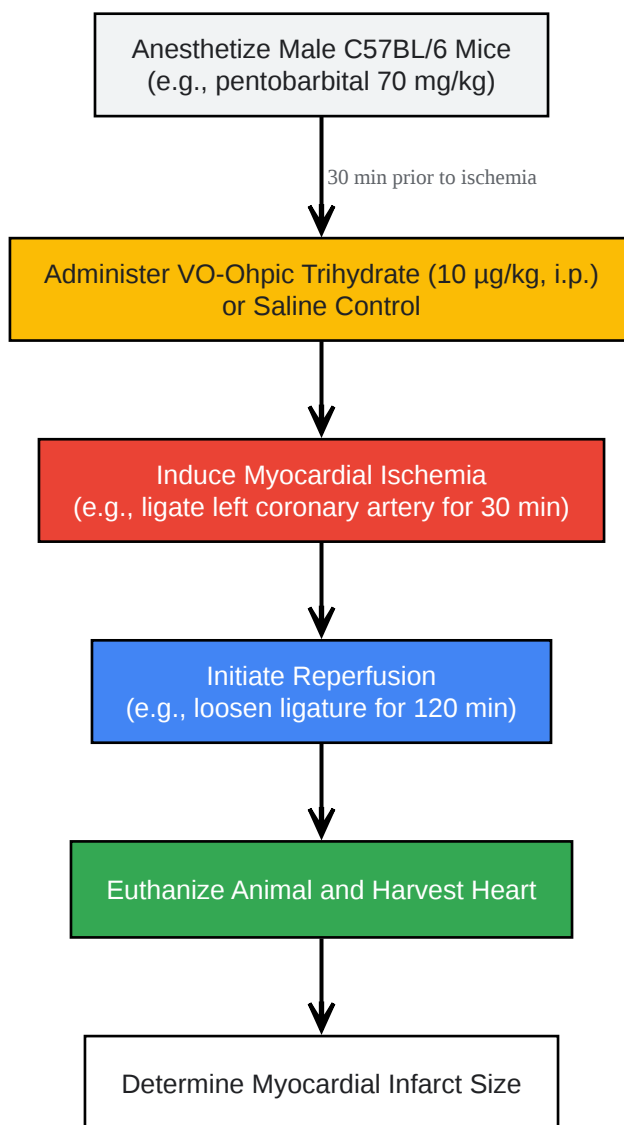 Anesthetize Male C57BL/6 Mice
(e.g., pentobarbital 70 mg/kg)
30 min prior to ischemia
Administer VO-Ohpic Trihydrate (10 µg/kg, i.p.)
or Saline Control
Induce Myocardial Ischemia
(e.g., ligate left coronary artery for 30 min)
Initiate Reperfusion
(e.g., loosen ligature for 120 min)
Euthanize Animal and Harvest Heart
Determine Myocardial Infarct Size